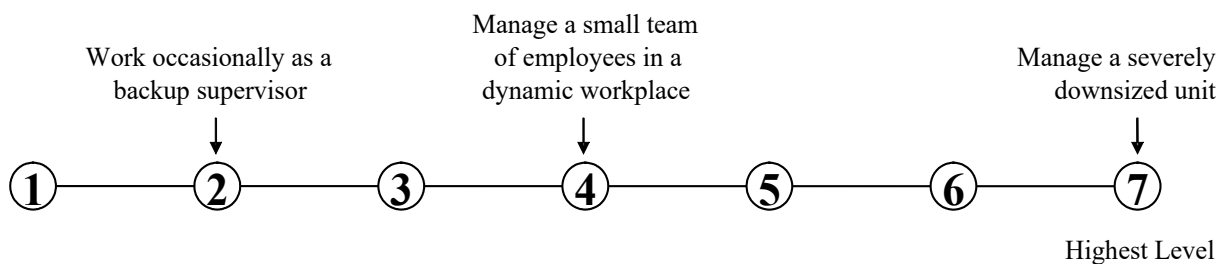 Work occasionally as a
backup supervisor
Manage a small team
of employees in a
dynamic workplace
Manage a severely
downsized unit
1 2 3 4 5 6 7
Highest Level